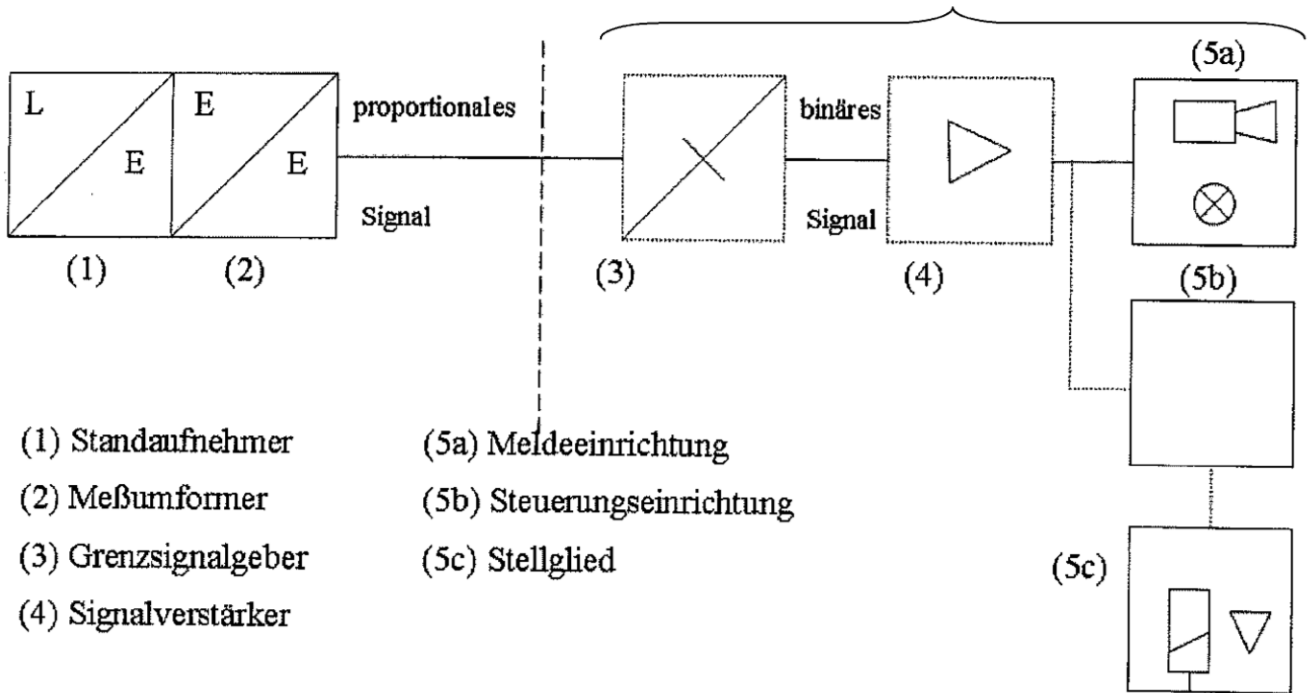 (5a)
L
E
E
E
proportionales
Signal
binäres
Signal
(1)
(2)
(3)
(4)
(5b)
(5c)
(1) Standaufnehmer
(2) Meßumformer
(3) Grenzsignalgeber
(4) Signalverstärker
(5a) Meldeeinrichtung
(5b) Steuerungseinrichtung
(5c) Stellglied